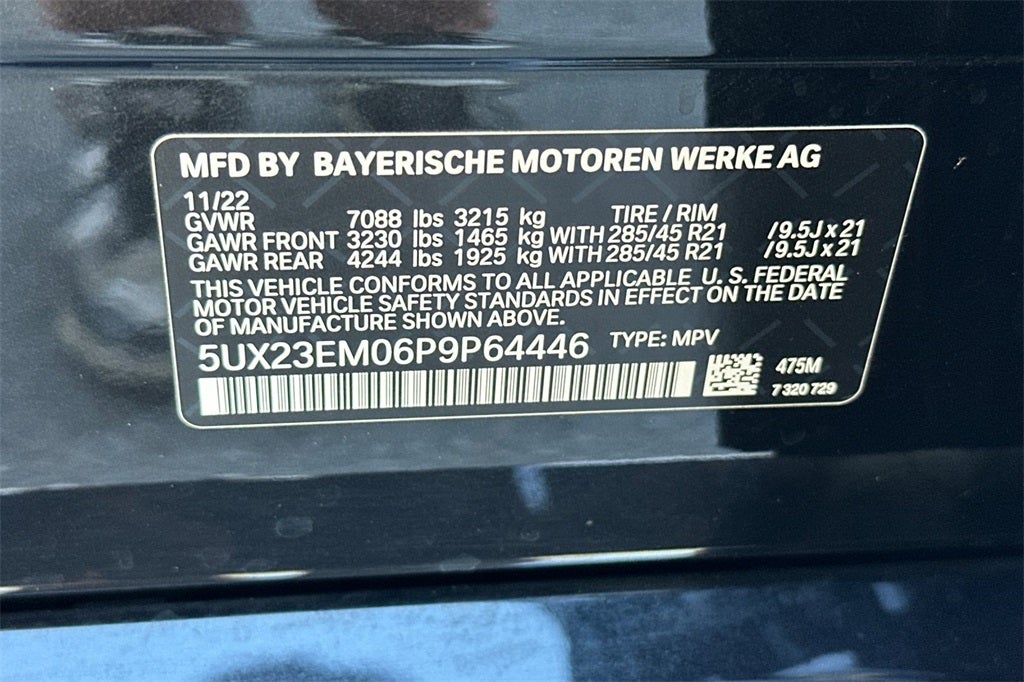 MFD BY BAYERISCHE MOTOREN WERKE AG
11/22
GVWR 7088 lbs 3215 kg TIRE / RIM
GAWR FRONT 3230 lbs 1465 kg WITH 285/45 R21 /9.5J x 21
GAWR REAR 4244 lbs 1925 kg WITH 285/45 R21 /9.5J x 21
THIS VEHICLE CONFORMS TO ALL APPLICABLE U. S. FEDERAL
MOTOR VEHICLE SAFETY STANDARDS IN EFFECT ON THE DATE
OF MANUFACTURE SHOWN ABOVE.
5UX23EM06P9P64446 TYPE: MPV
475M
7 320 729